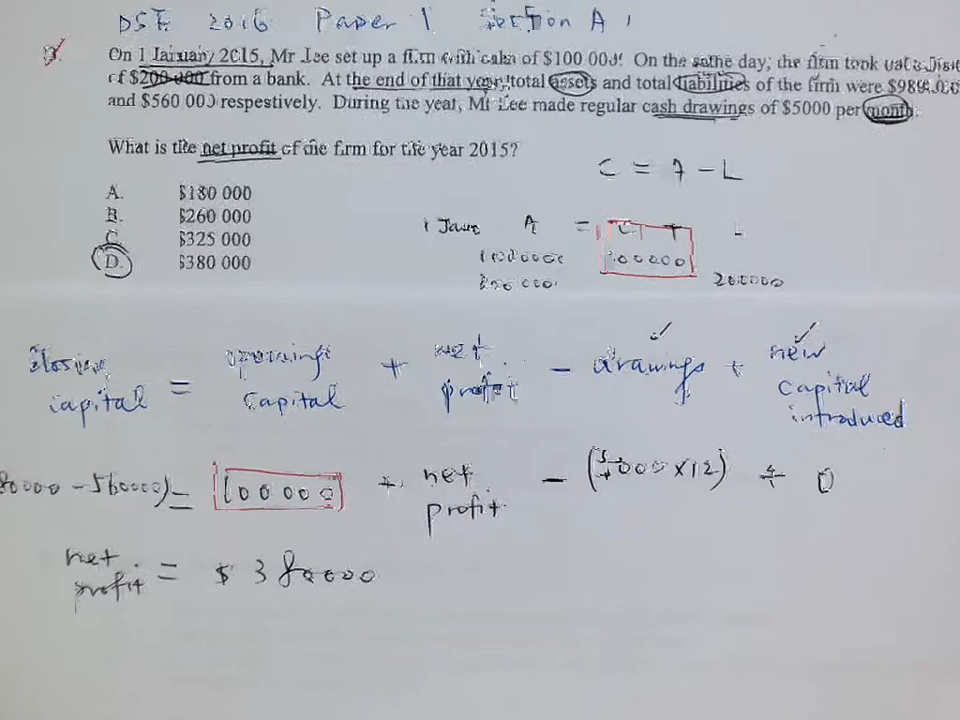 DSE 2016 Paper 1 Section A 1
3
On 1 January 2015, Mr Lee set up a firm with cash of $100 000. On the same day, the firm took out a
of $200 000 from a bank. At the end of that year, total assets and total liabilities of the firm were
and $560 000 respestively. During the year, Mr Lee made regular cash drawings of $5000 per month.
What is the net profit of the firm for the year 2015?
A. $180 000
B. $260 000
C. $325 000
D. $380 000
C = A - L
1 Jan A = C + L
100000
200000
closing capital = opening capital + net profit - drawings + new capital introduced
80000 - 560000) = 100000 + net profit - (5000 x 12) + 0
net profit = $ 380000